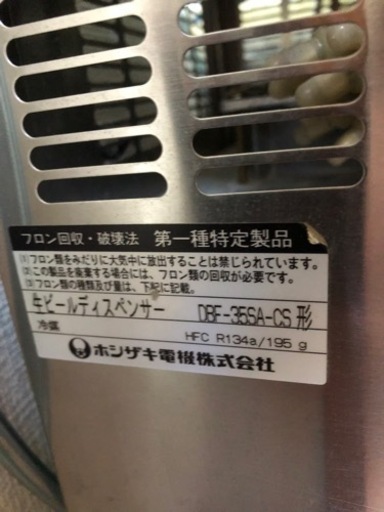 フロン回収・破壊法 第一種特定製品
(1)フロン類をみだりに大気中に放出することは禁じられています。
(2)この製品を廃棄する場合には、フロン類の回収が必要です。
(3)フロン類の種類及び量は、下記に記載。
生ビールディスペンサー DBF-35SA-CS形
冷媒 HFC R134a/195 g
ホシザキ電機株式会社